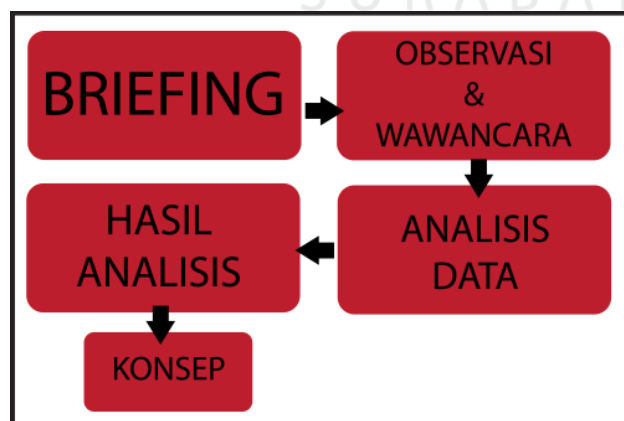 BRIEFING
OBSERVASI
&
WAWANCARA
ANALISIS
DATA
HASIL
ANALISIS
KONSEP